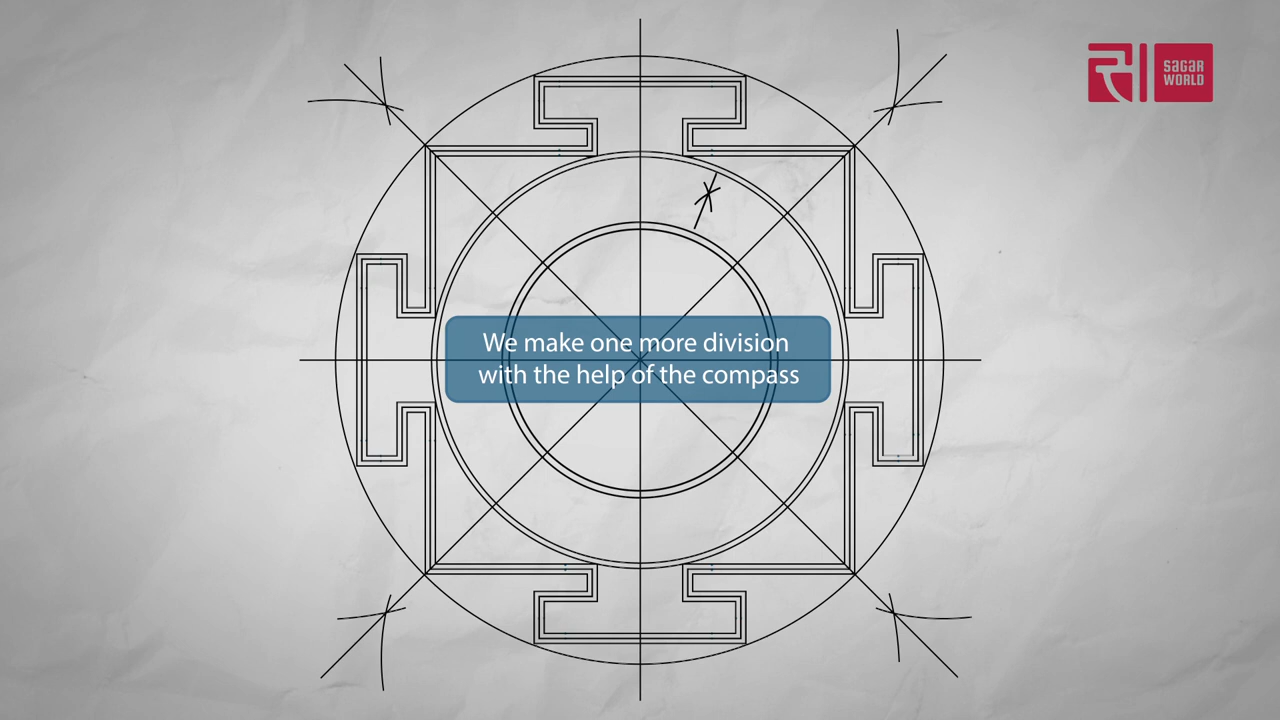 SAGAR
WORLD
We make one more division
with the help of the compass